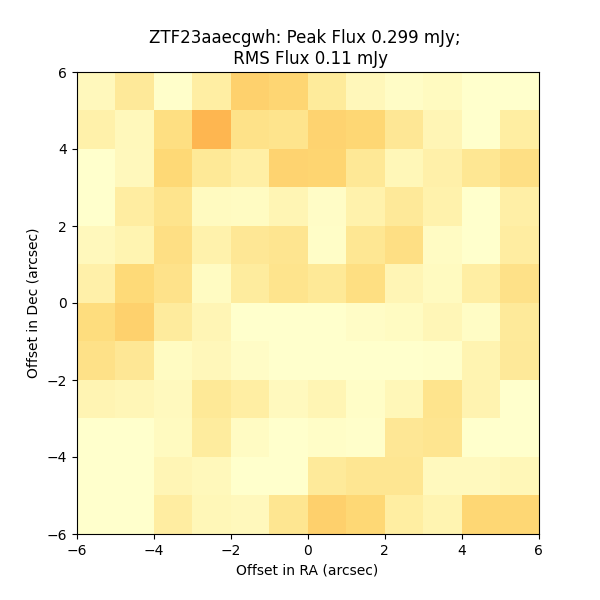 ZTF23aaecgwh: Peak Flux 0.299 mJy;
RMS Flux 0.11 mJy
6
4
2
0
−2
−4
−6
Offset in Dec (arcsec)
−6 −4 −2 0 2 4 6
Offset in RA (arcsec)